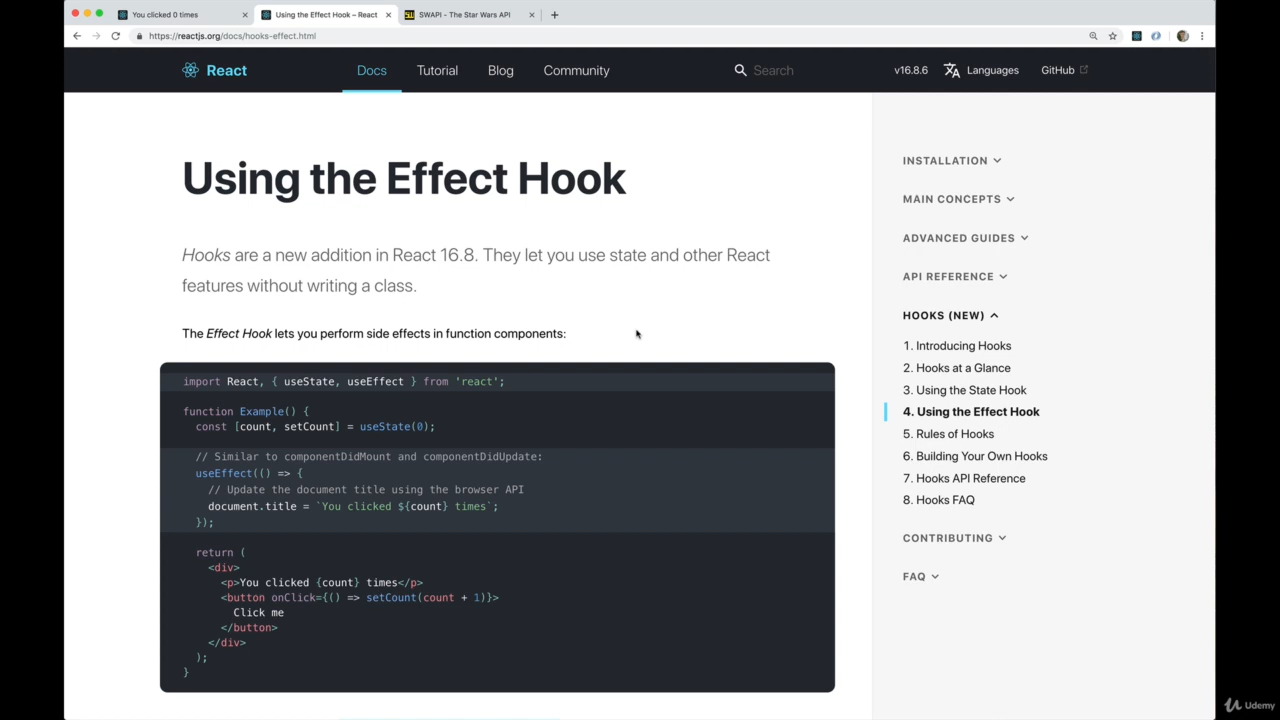 You clicked 0 times
Using the Effect Hook – React
SWAPI - The Star Wars API
https://reactjs.org/docs/hooks-effect.html
React
Docs
Tutorial
Blog
Community
Search
v16.8.6
Languages
GitHub
Using the Effect Hook
Hooks are a new addition in React 16.8. They let you use state and other React
features without writing a class.
The Effect Hook lets you perform side effects in function components:
import React, { useState, useEffect } from 'react';
function Example() {
const [count, setCount] = useState(0);
// Similar to componentDidMount and componentDidUpdate:
useEffect(() => {
// Update the document title using the browser API
document.title = `You clicked ${count} times`;
});
return (
<div>
<p>You clicked {count} times</p>
<button onClick={() => setCount(count + 1)}>
Click me
</button>
</div>
);
}
INSTALLATION
MAIN CONCEPTS
ADVANCED GUIDES
API REFERENCE
HOOKS (NEW)
1. Introducing Hooks
2. Hooks at a Glance
3. Using the State Hook
4. Using the Effect Hook
5. Rules of Hooks
6. Building Your Own Hooks
7. Hooks API Reference
8. Hooks FAQ
CONTRIBUTING
FAQ
Udemy